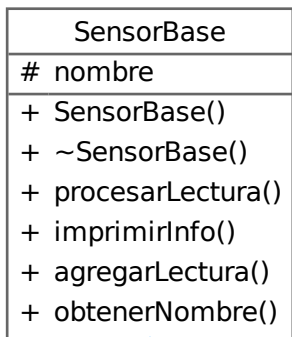 SensorBase
# nombre
+ SensorBase()
+ ~SensorBase()
+ procesarLectura()
+ imprimirInfo()
+ agregarLectura()
+ obtenerNombre()